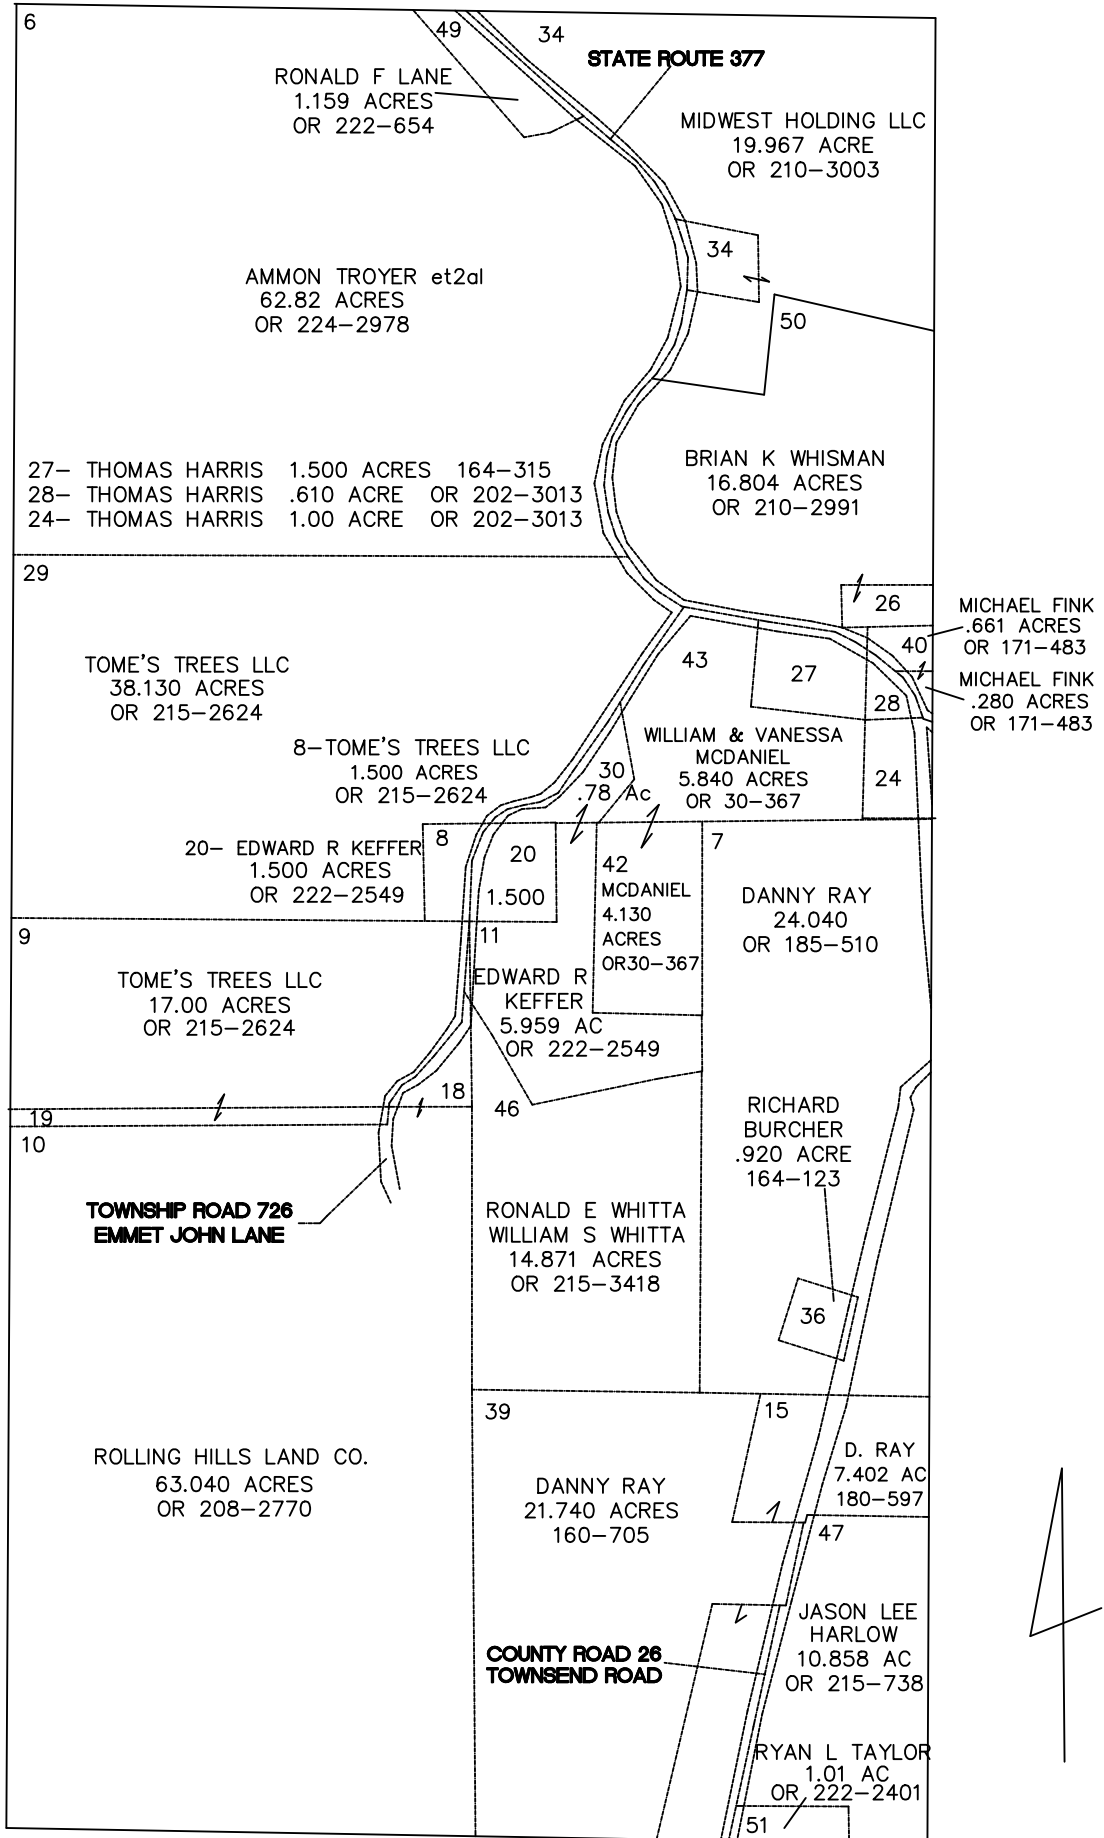 6
49
34
STATE ROUTE 377
RONALD F LANE
1.159 ACRES
OR 222-654
MIDWEST HOLDING LLC
19.967 ACRE
OR 210-3003
34
AMMON TROYER et2al
62.82 ACRES
OR 224-2978
50
27- THOMAS HARRIS 1.500 ACRES 164-315
28- THOMAS HARRIS .610 ACRE OR 202-3013
24- THOMAS HARRIS 1.00 ACRE OR 202-3013
BRIAN K WHISMAN
16.804 ACRES
OR 210-2991
29
26
40
MICHAEL FINK
.661 ACRES
OR 171-483
MICHAEL FINK
.280 ACRES
OR 171-483
TOME'S TREES LLC
38.130 ACRES
OR 215-2624
43
27
28
8-TOME'S TREES LLC
1.500 ACRES
OR 215-2624
30
.78 Ac
WILLIAM & VANESSA
MCDANIEL
5.840 ACRES
OR 30-367
24
20- EDWARD R KEFFER
1.500 ACRES
OR 222-2549
8
20
1.500
42
MCDANIEL
4.130
ACRES
OR30-367
7
DANNY RAY
24.040
OR 185-510
9
TOME'S TREES LLC
17.00 ACRES
OR 215-2624
11
EDWARD R
KEFFER
5.959 AC
OR 222-2549
18
19
10
46
RICHARD
BURCHER
.920 ACRE
164-123
TOWNSHIP ROAD 726
EMMET JOHN LANE
RONALD E WHITTA
WILLIAM S WHITTA
14.871 ACRES
OR 215-3418
36
39
15
ROLLING HILLS LAND CO.
63.040 ACRES
OR 208-2770
DANNY RAY
21.740 ACRES
160-705
D. RAY
7.402 AC
180-597
47
JASON LEE
HARLOW
10.858 AC
OR 215-738
COUNTY ROAD 26
TOWNSEND ROAD
RYAN L TAYLOR
1.01 AC
OR 222-2401
51